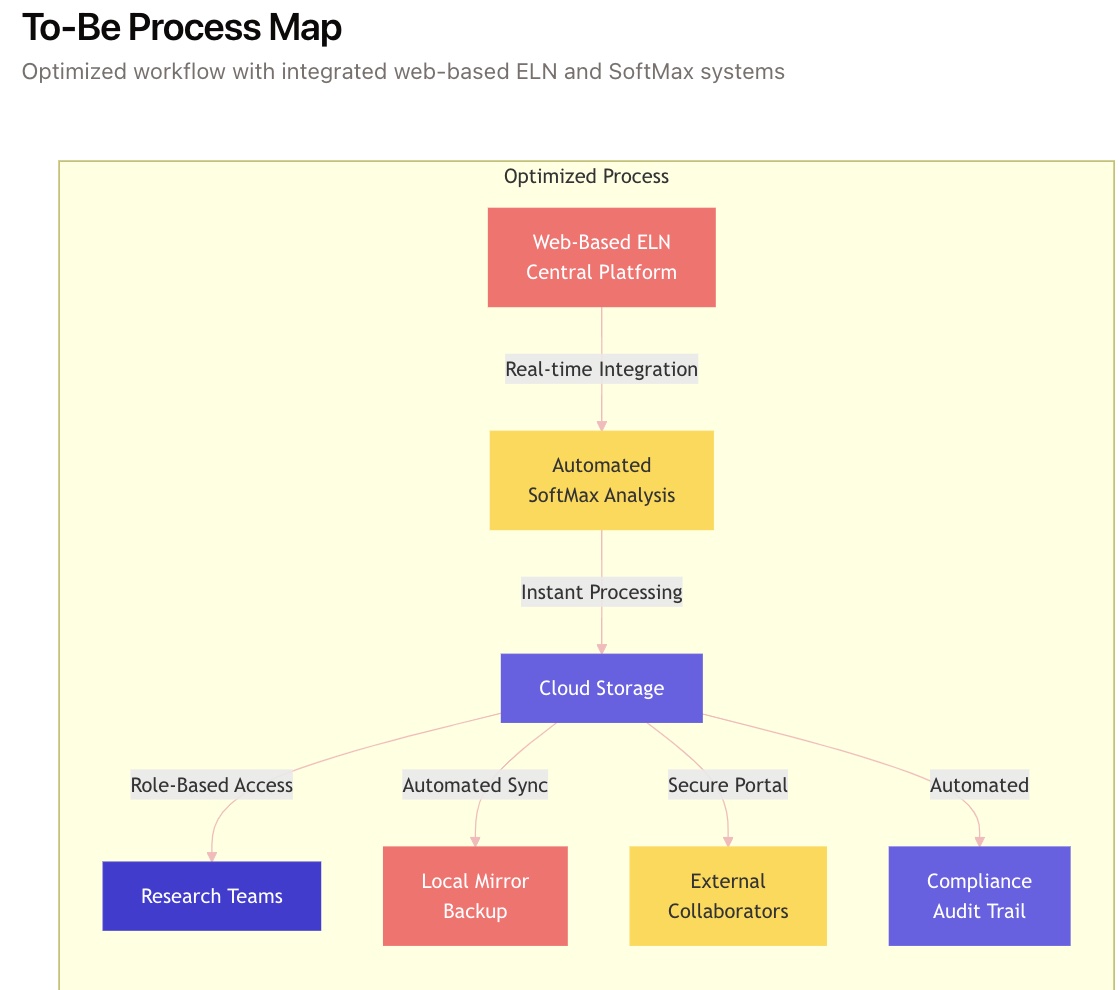 To-Be Process Map
Optimized workflow with integrated web-based ELN and SoftMax systems
Optimized Process
Web-Based ELN
Central Platform
Real-time Integration
Automated
SoftMax Analysis
Instant Processing
Cloud Storage
Role-Based Access
Automated Sync
Secure Portal
Automated
Research Teams
Local Mirror
Backup
External
Collaborators
Compliance
Audit Trail